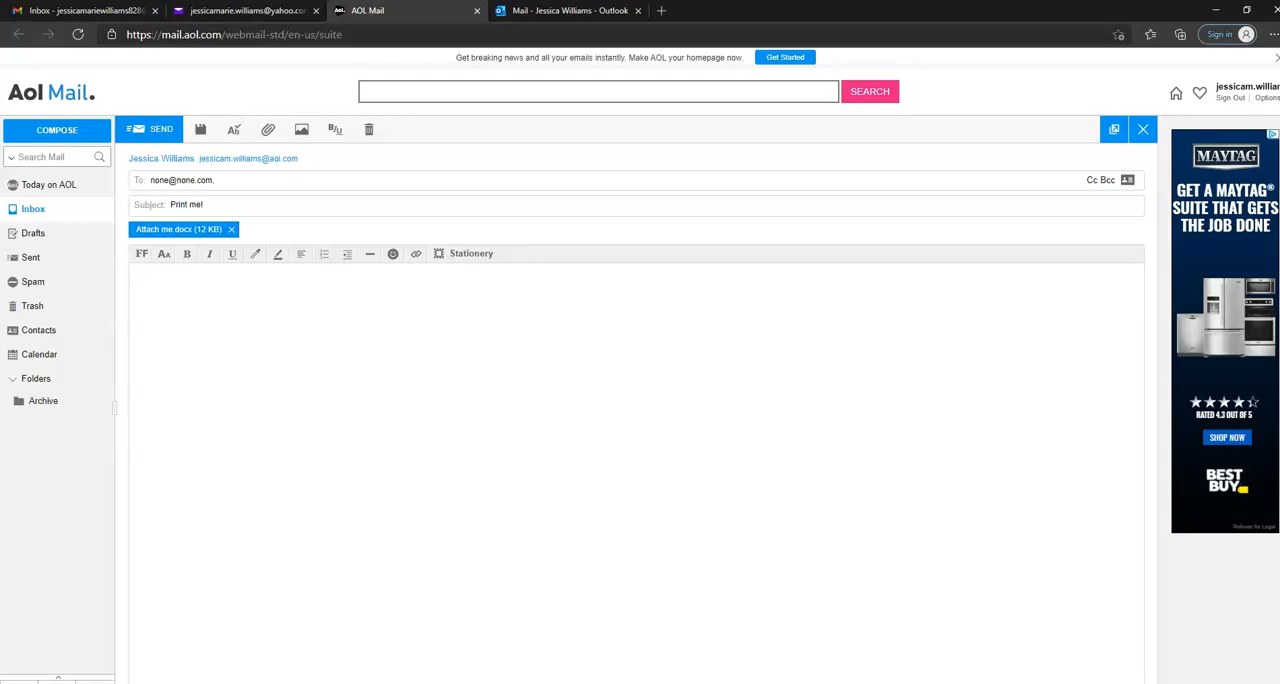 Inbox - jessicamariewilliams828
jessicamarie.williams@yahoo.co
AOL Mail
Mail - Jessica Williams - Outlook
https://mail.aol.com/webmail-std/en-us/suite
Sign in
Get breaking news and all your emails instantly. Make AOL your homepage now.
Get Started
Aol Mail.
SEARCH
jessicam.williar
Sign Out | Options
COMPOSE
SEND
Search Mail
Jessica Williams jessicam.williams@aol.com
To: none@none.com.
Cc Bcc
Subject: Print me!
Attach me.docx (12 KB)
FF AA B I U
Stationery
Today on AOL
Inbox
Drafts
Sent
Spam
Trash
Contacts
Calendar
Folders
Archive
MAYTAG
GET A MAYTAG®
SUITE THAT GETS
THE JOB DONE
RATED 4.3 OUT OF 5
SHOP NOW
BEST
BUY